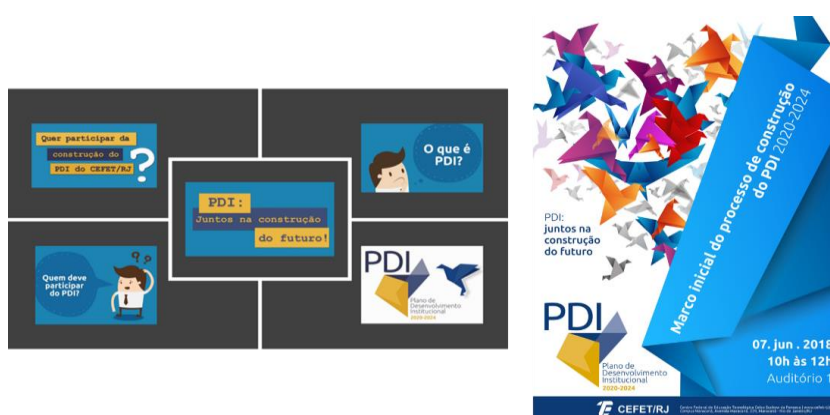 Quer participar da
construção do
PDI do CEFET/RJ
?
O que é
PDI?
PDI:
Juntos na construção
do futuro!
Quem deve
participar
do PDI?
??
PDI
Plano de
Desenvolvimento
Institucional
2020-2024
Marco inicial do processo de construção
do PDI 2020-2024
PDI:
juntos na
construção
do futuro
PDI
Plano de
Desenvolvimento
Institucional
2020-2024
07. jun . 2018
10h às 12h
Auditório 1
CEFET/RJ